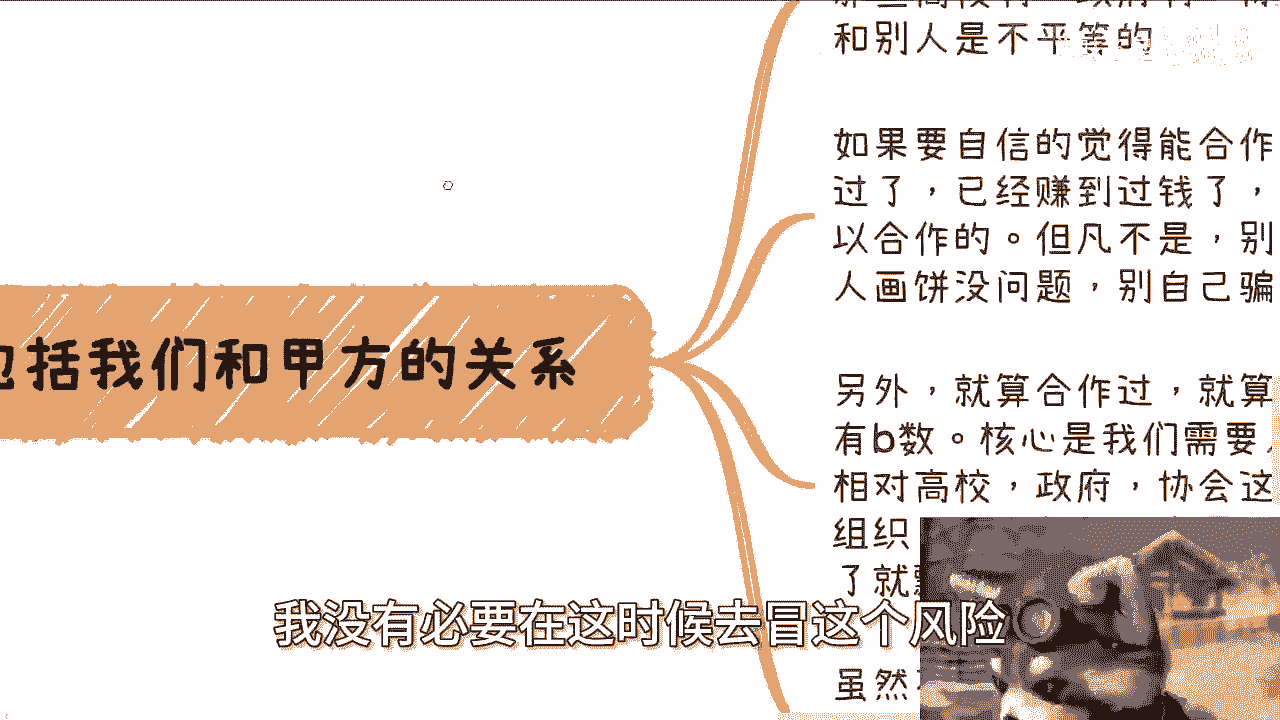 和别人是不平等的
如果要自信的觉得能合作
过了，已经赚到过钱了，
以合作的。但凡不是，别
人画饼没问题，别自己骗
包括我们和甲方的关系
另外，就算合作过，就算
有b数。核心是我们需要
相对高校，政府，协会这
组织
了就
我没有必要在这时候去冒这个风险
虽然